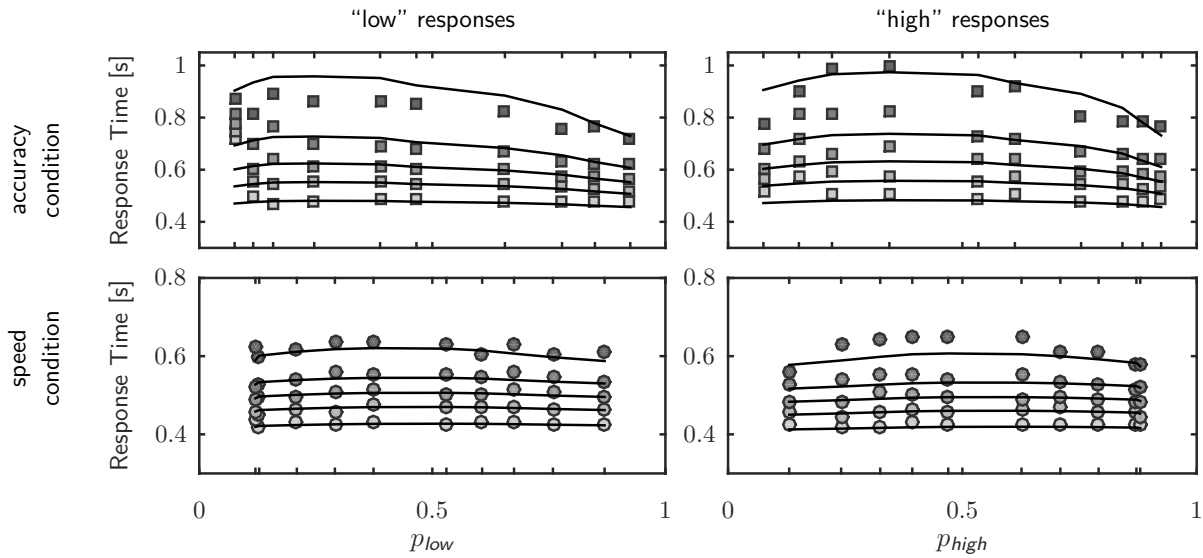 “low” responses
“high” responses
accuracy
condition
Response Time [s]
1
0.8
0.6
0.4
1
0.8
0.6
0.4
speed
condition
Response Time [s]
0.8
0.6
0.4
0.8
0.6
0.4
0
0.5
1
0
0.5
1
p_low
p_high